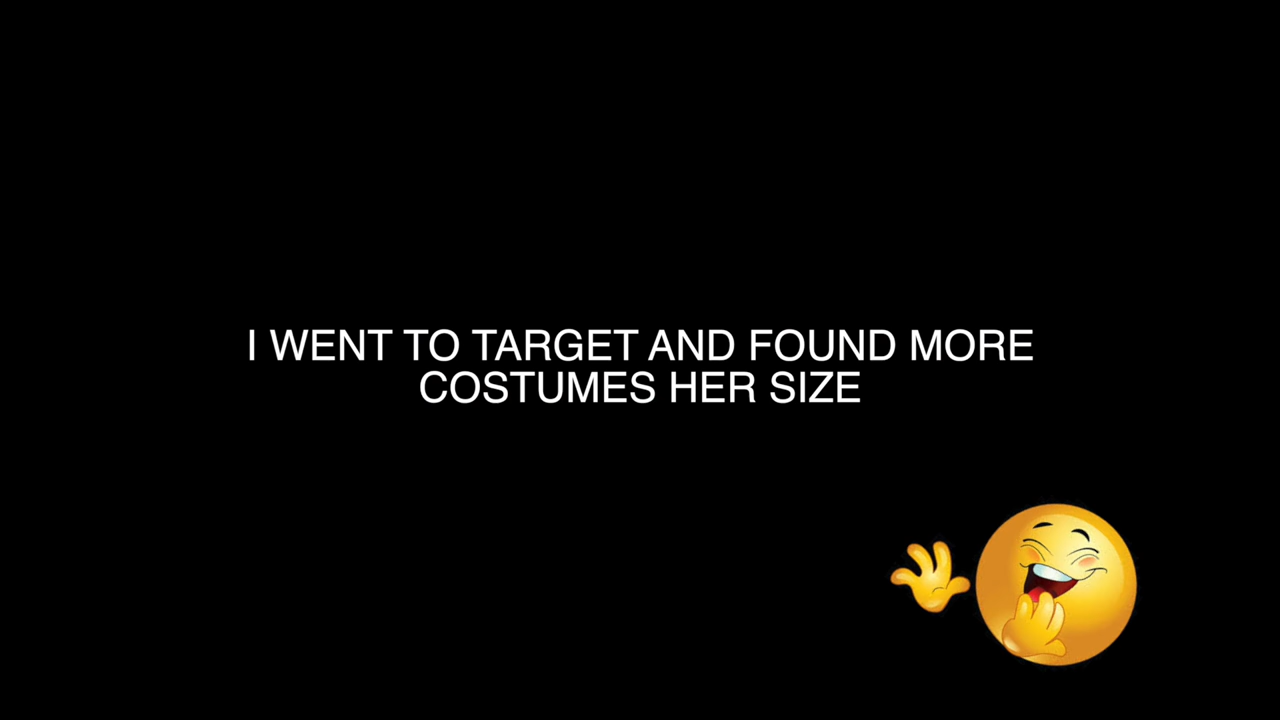 I WENT TO TARGET AND FOUND MORE
COSTUMES HER SIZE